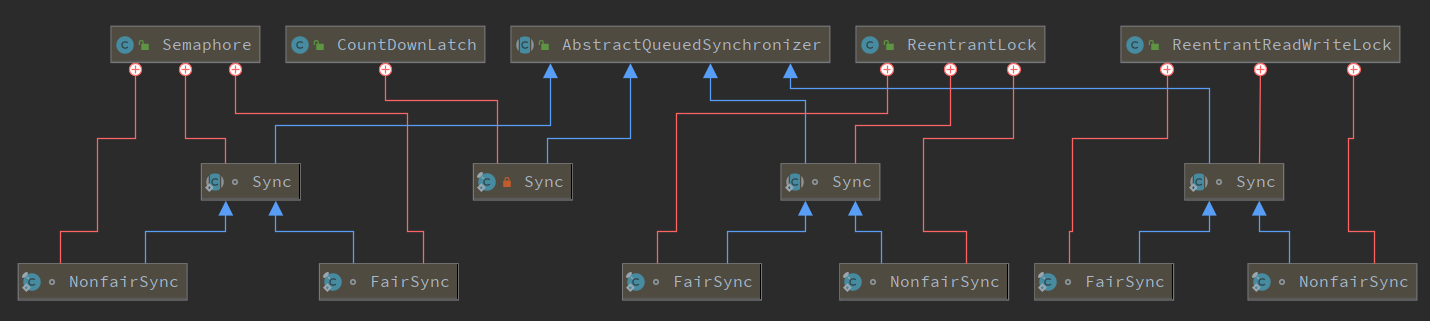 Semaphore
CountDownLatch
AbstractQueuedSynchronizer
ReentrantLock
ReentrantReadWriteLock
Sync
Sync
Sync
Sync
NonfairSync
FairSync
FairSync
NonfairSync
FairSync
NonfairSync